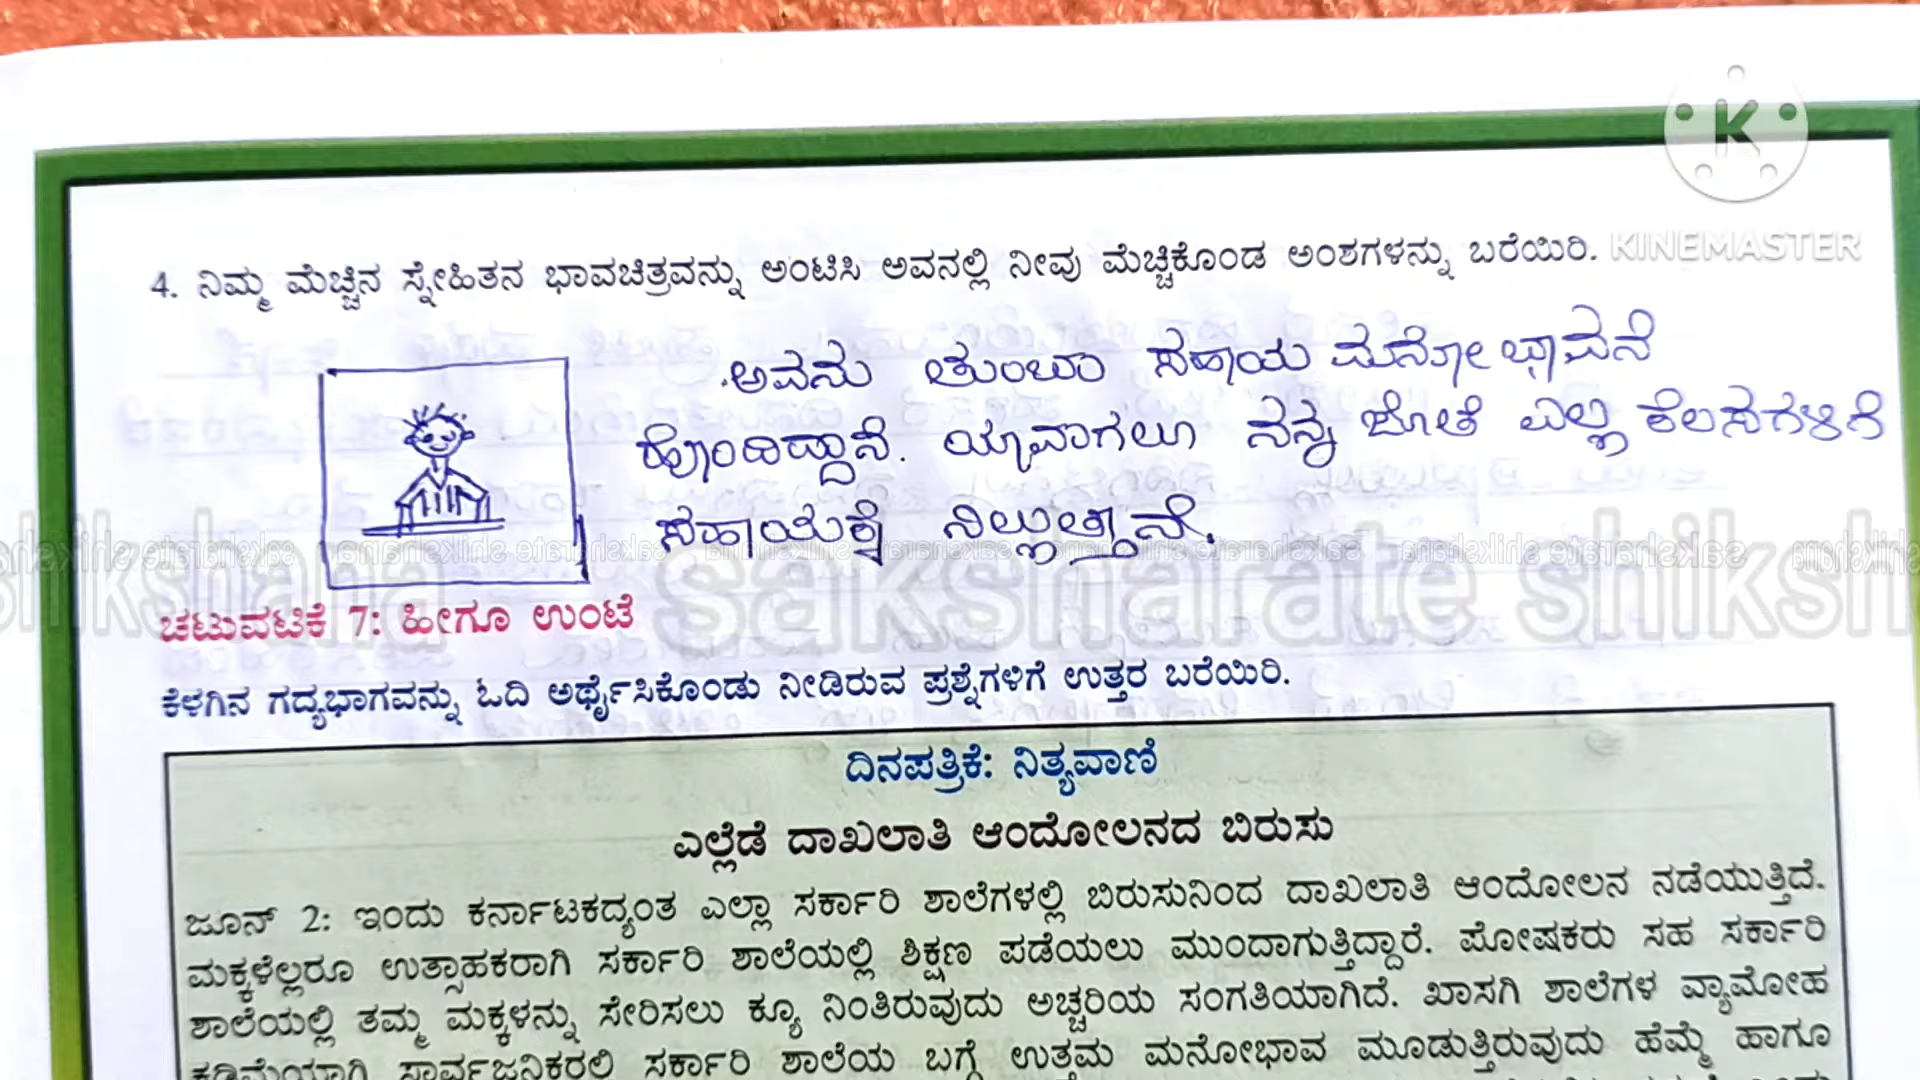 KINEMASTER
4. ನಿಮ್ಮ ಮೆಚ್ಚಿನ ಸ್ನೇಹಿತನ ಭಾವಚಿತ್ರವನ್ನು ಅಂಟಿಸಿ ಅವನಲ್ಲಿ ನೀವು ಮೆಚ್ಚಿಕೊಂಡ ಅಂಶಗಳನ್ನು ಬರೆಯಿರಿ.
ಅವನು ತುಂಬಾ ಸಹಾಯ ಮನೋಭಾವನೆ
ಹೊಂದಿದ್ದಾನೆ. ಯಾವಾಗಲೂ ನನ್ನ ಜೊತೆ ಎಲ್ಲ ಕೆಲಸಗಳಿಗೆ
ಸಹಾಯಕ್ಕೆ ನಿಲ್ಲುತ್ತಾನೆ.
shikshana saksharate shiksh
ಚಟುವಟಿಕೆ 7: ಹೀಗೂ ಉಂಟೆ
ಕೆಳಗಿನ ಗದ್ಯಭಾಗವನ್ನು ಓದಿ ಅರ್ಥೈಸಿಕೊಂಡು ನೀಡಿರುವ ಪ್ರಶ್ನೆಗಳಿಗೆ ಉತ್ತರ ಬರೆಯಿರಿ.
ದಿನಪತ್ರಿಕೆ: ನಿತ್ಯವಾಣಿ
ಎಲ್ಲೆಡೆ ದಾಖಲಾತಿ ಆಂದೋಲನದ ಬಿರುಸು
ಜೂನ್ 2: ಇಂದು ಕರ್ನಾಟಕದ್ಯಂತ ಎಲ್ಲಾ ಸರ್ಕಾರಿ ಶಾಲೆಗಳಲ್ಲಿ ಬಿರುಸುನಿಂದ ದಾಖಲಾತಿ ಆಂದೋಲನ ನಡೆಯುತ್ತಿದೆ.
ಮಕ್ಕಳೆಲ್ಲರೂ ಉತ್ಸಾಹಕರಾಗಿ ಸರ್ಕಾರಿ ಶಾಲೆಯಲ್ಲಿ ಶಿಕ್ಷಣ ಪಡೆಯಲು ಮುಂದಾಗುತ್ತಿದ್ದಾರೆ. ಪೋಷಕರು ಸಹ ಸರ್ಕಾರಿ
ಶಾಲೆಯಲ್ಲಿ ತಮ್ಮ ಮಕ್ಕಳನ್ನು ಸೇರಿಸಲು ಕ್ಯೂ ನಿಂತಿರುವುದು ಅಚ್ಚರಿಯ ಸಂಗತಿಯಾಗಿದೆ. ಖಾಸಗಿ ಶಾಲೆಗಳ ವ್ಯಾಮೋಹ
ಕಡಿಮೆಯಾಗಿ ಸಾರ್ವಜನಿಕರಲ್ಲಿ ಸರ್ಕಾರಿ ಶಾಲೆಯ ಬಗ್ಗೆ ಉತ್ತಮ ಮನೋಭಾವ ಮೂಡುತ್ತಿರುವುದು ಹೆಮ್ಮೆ ಹಾಗೂ